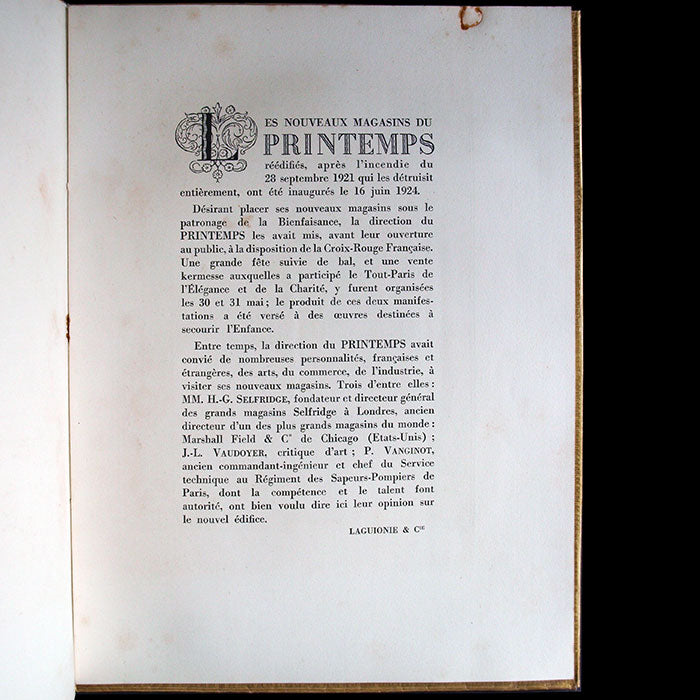 LES NOUVEAUX MAGASINS DU
PRINTEMPS
réédifiés, après l'incendie du
28 septembre 1921 qui les détruisit
entièrement, ont été inaugurés le 16 juin 1924.
Désirant placer ses nouveaux magasins sous le
patronage de la Bienfaisance, la direction du
PRINTEMPS les avait mis, avant leur ouverture
au public, à la disposition de la Croix-Rouge Française.
Une grande fête suivie de bal, et une vente
kermesse auxquelles a participé le Tout-Paris de
l'Élégance et de la Charité, y furent organisées
les 30 et 31 mai ; le produit de ces deux manifes-
tations a été versé à des œuvres destinées à
secourir l'Enfance.
Entre temps, la direction du PRINTEMPS avait
convié de nombreuses personnalités, françaises et
étrangères, des arts, du commerce, de l'industrie, à
visiter ses nouveaux magasins. Trois d'entre elles :
MM. H.-G. SELFRIDGE, fondateur et directeur général
des grands magasins Selfridge à Londres, ancien
directeur d'un des plus grands magasins du monde :
Marshall Field & Cº de Chicago (Etats-Unis) ;
J.-L. VAUDOYER, critique d'art ; P. VANGINOT,
ancien commandant-ingénieur et chef du Service
technique au Régiment des Sapeurs-Pompiers de
Paris, dont la compétence et le talent font
autorité, ont bien voulu dire ici leur opinion sur
le nouvel édifice.
LAGUIONIE & Cie